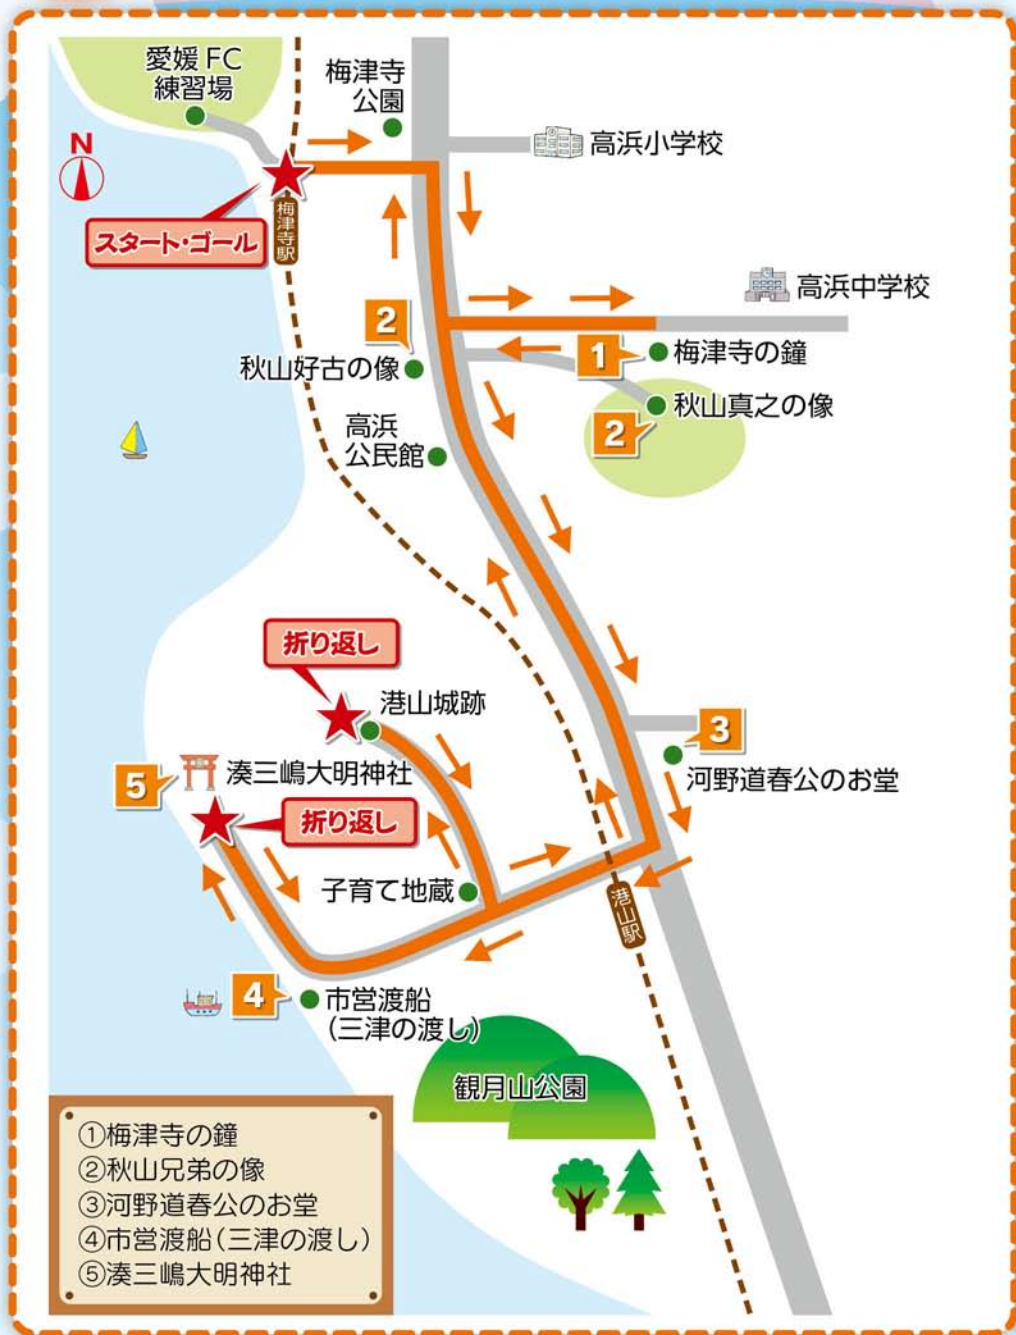 愛媛FC
練習場
梅津寺
公園
高浜小学校
N
スタート・ゴール
梅津寺駅
高浜中学校
2
秋山好古の像
1
梅津寺の鐘
秋山真之の像
2
高浜
公民館
折り返し
港山城跡
3
河野道春公のお堂
5
湊三嶋大明神社
折り返し
子育て地蔵
港山駅
4
市営渡船
(三津の渡し)
観月山公園
①梅津寺の鐘
②秋山兄弟の像
③河野道春公のお堂
④市営渡船(三津の渡し)
⑤湊三嶋大明神社